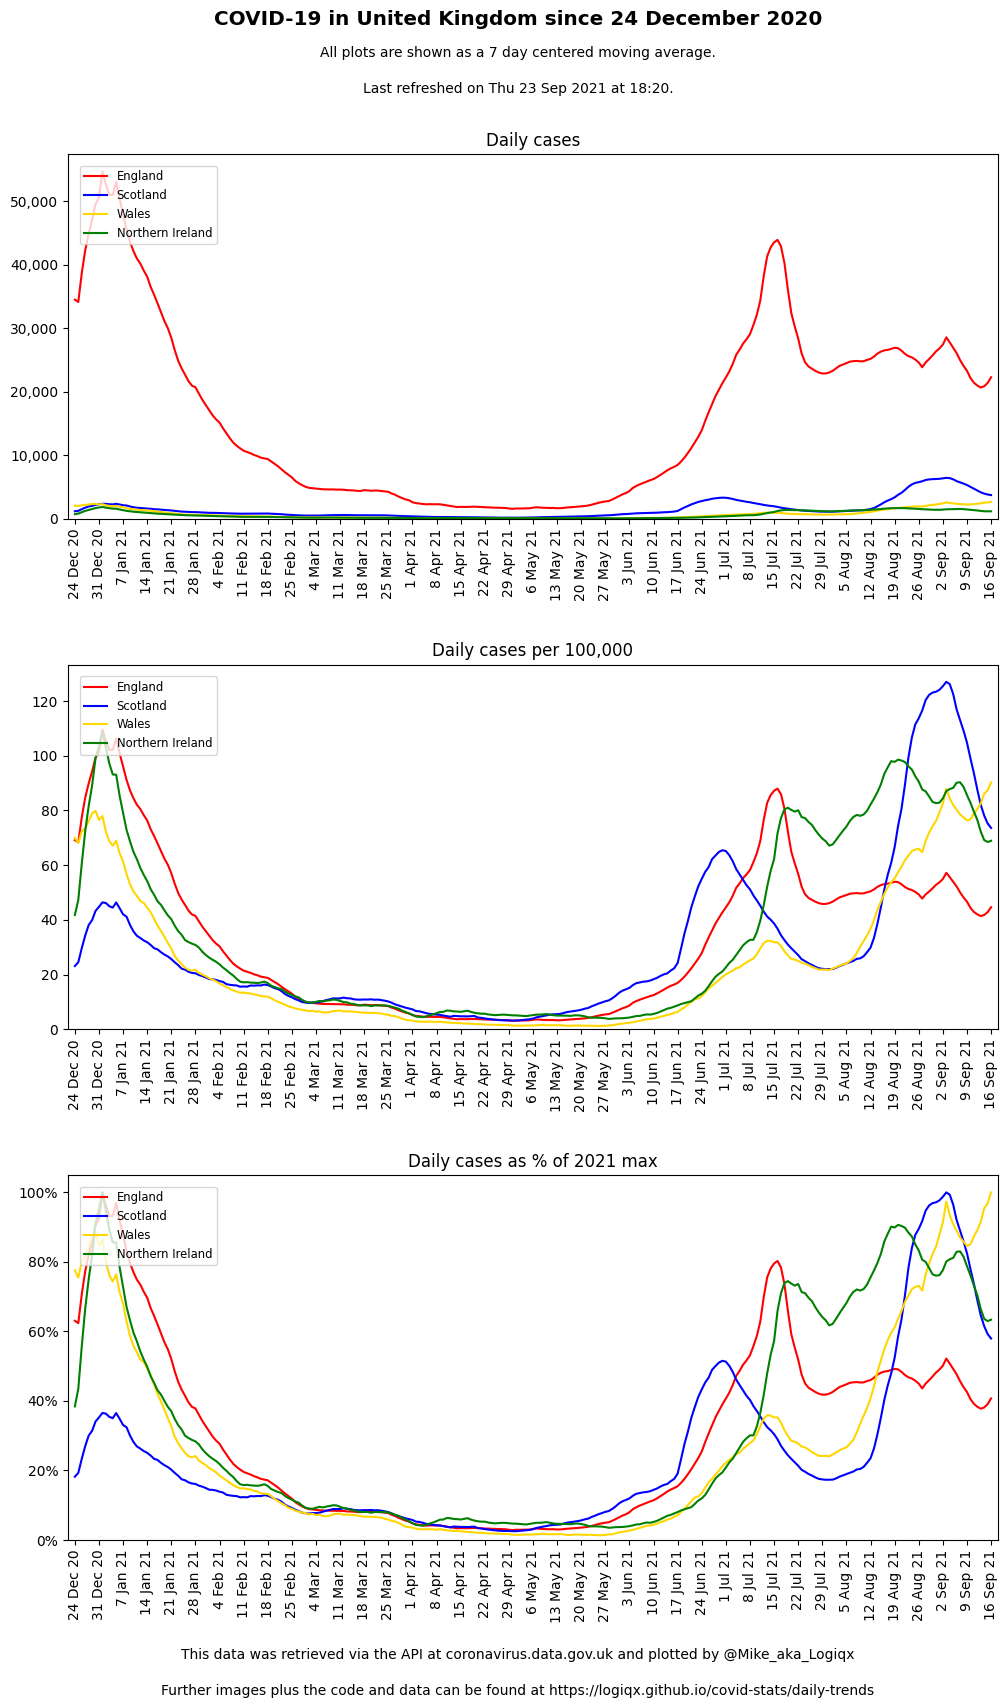 COVID-19 in United Kingdom since 24 December 2020
All plots are shown as a 7 day centered moving average.
Last refreshed on Thu 23 Sep 2021 at 18:20.
Daily cases
England
Scotland
Wales
Northern Ireland
50,000
40,000
30,000
20,000
10,000
0
24 Dec 20
31 Dec 20
7 Jan 21
14 Jan 21
21 Jan 21
28 Jan 21
4 Feb 21
11 Feb 21
18 Feb 21
25 Feb 21
4 Mar 21
11 Mar 21
18 Mar 21
25 Mar 21
1 Apr 21
8 Apr 21
15 Apr 21
22 Apr 21
29 Apr 21
6 May 21
13 May 21
20 May 21
27 May 21
3 Jun 21
10 Jun 21
17 Jun 21
24 Jun 21
1 Jul 21
8 Jul 21
15 Jul 21
22 Jul 21
29 Jul 21
5 Aug 21
12 Aug 21
19 Aug 21
26 Aug 21
2 Sep 21
9 Sep 21
16 Sep 21
Daily cases per 100,000
England
Scotland
Wales
Northern Ireland
120
100
80
60
40
20
0
24 Dec 20
31 Dec 20
7 Jan 21
14 Jan 21
21 Jan 21
28 Jan 21
4 Feb 21
11 Feb 21
18 Feb 21
25 Feb 21
4 Mar 21
11 Mar 21
18 Mar 21
25 Mar 21
1 Apr 21
8 Apr 21
15 Apr 21
22 Apr 21
29 Apr 21
6 May 21
13 May 21
20 May 21
27 May 21
3 Jun 21
10 Jun 21
17 Jun 21
24 Jun 21
1 Jul 21
8 Jul 21
15 Jul 21
22 Jul 21
29 Jul 21
5 Aug 21
12 Aug 21
19 Aug 21
26 Aug 21
2 Sep 21
9 Sep 21
16 Sep 21
Daily cases as % of 2021 max
England
Scotland
Wales
Northern Ireland
100%
80%
60%
40%
20%
0%
24 Dec 20
31 Dec 20
7 Jan 21
14 Jan 21
21 Jan 21
28 Jan 21
4 Feb 21
11 Feb 21
18 Feb 21
25 Feb 21
4 Mar 21
11 Mar 21
18 Mar 21
25 Mar 21
1 Apr 21
8 Apr 21
15 Apr 21
22 Apr 21
29 Apr 21
6 May 21
13 May 21
20 May 21
27 May 21
3 Jun 21
10 Jun 21
17 Jun 21
24 Jun 21
1 Jul 21
8 Jul 21
15 Jul 21
22 Jul 21
29 Jul 21
5 Aug 21
12 Aug 21
19 Aug 21
26 Aug 21
2 Sep 21
9 Sep 21
16 Sep 21
This data was retrieved via the API at coronavirus.data.gov.uk and plotted by @Mike_aka_Logiqx
Further images plus the code and data can be found at https://logiqx.github.io/covid-stats/daily-trends